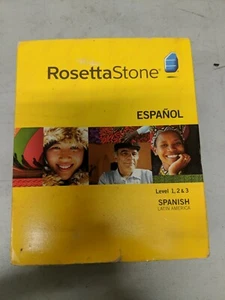 RosettaStone®
ESPAÑOL
Level 1, 2 & 3
SPANISH
LATIN AMERICA